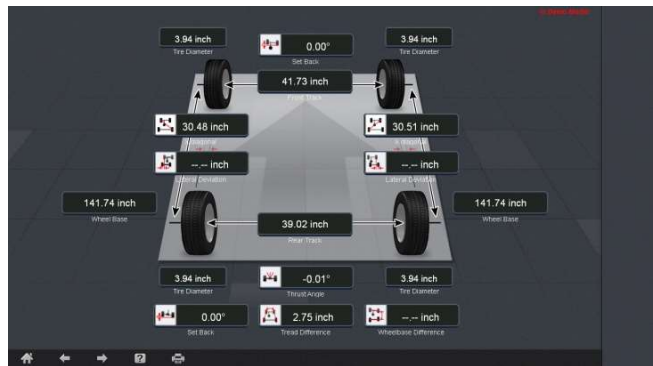 3.94 inch
Tire Diameter
0.00°
Set Back
3.94 inch
Tire Diameter
41.73 inch
Front Track
30.48 inch
Diagonal
30.51 inch
Diagonal
--.-- inch
Lateral Deviation
--.-- inch
Lateral Deviation
141.74 inch
Wheel Base
141.74 inch
Wheel Base
39.02 inch
Rear Track
3.94 inch
Tire Diameter
-0.01°
Thrust Angle
3.94 inch
Tire Diameter
0.00°
Set Back
2.75 inch
Tread Difference
--.-- inch
Wheelbase Difference
?